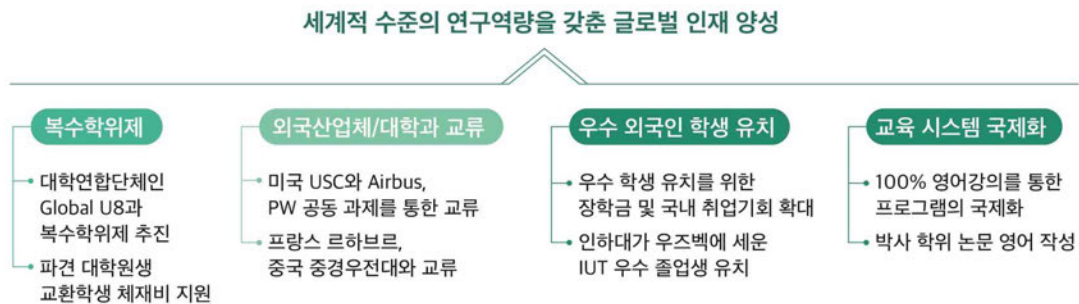 세계적 수준의 연구역량을 갖춘 글로벌 인재 양성
복수학위제
대학연합단체인
Global U8과
복수학위제 추진
파견 대학원생
교환학생 체재비 지원
외국산업체/대학과 교류
미국 USC와 Airbus,
PW 공동 과제를 통한 교류
프랑스 르하브르,
중국 중경우전대와 교류
우수 외국인 학생 유치
우수 학생 유치를 위한
장학금 및 국내 취업기회 확대
인하대가 우즈벡에 세운
IUT 우수 졸업생 유치
교육 시스템 국제화
100% 영어강의를 통한
프로그램의 국제화
박사 학위 논문 영어 작성